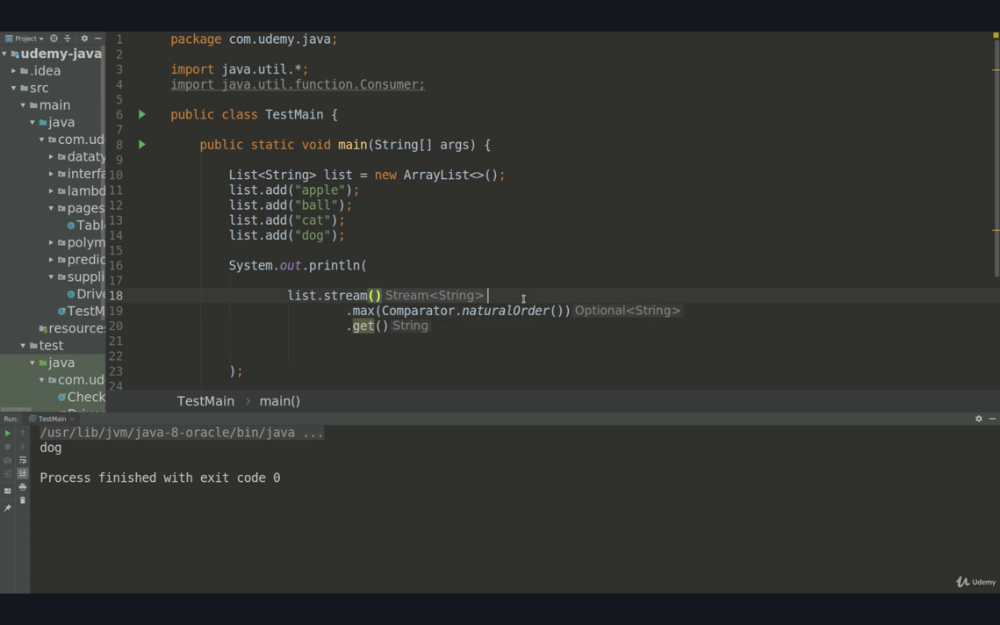 Project
udemy-java
.idea
src
main
java
com.ud
dataty
interfa
lambd
pages
Table
polym
predic
suppli
Drive
TestM
resources
test
java
com.ud
Check
1 package com.udemy.java;
2
3 import java.util.*;
4 import java.util.function.Consumer;
5
6 public class TestMain {
7
8 public static void main(String[] args) {
9
10 List<String> list = new ArrayList<>();
11 list.add("apple");
12 list.add("ball");
13 list.add("cat");
14 list.add("dog");
15
16 System.out.println(
17
18 list.stream() Stream<String>
19 .max(Comparator.naturalOrder()) Optional<String>
20 .get() String
21
22
23 );
24
TestMain > main()
Run: TestMain ×
/usr/lib/jvm/java-8-oracle/bin/java ...
dog
Process finished with exit code 0
Udemy